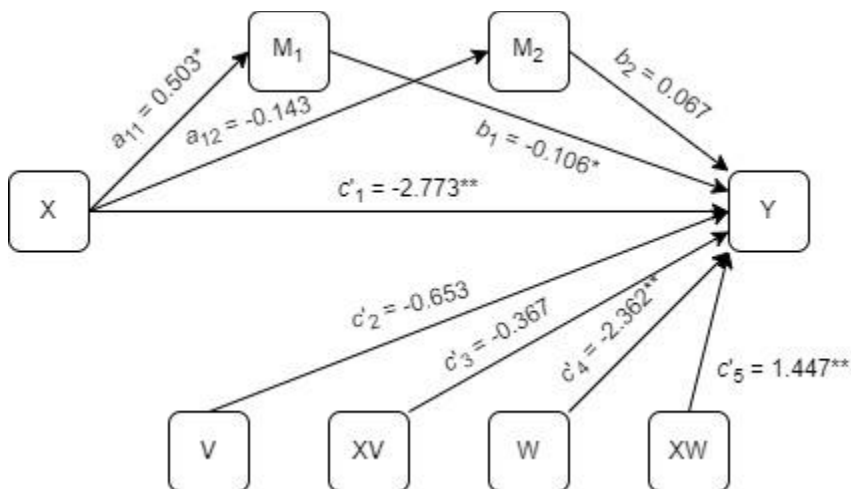 M₁
M₂
a₁₁ = 0.503*
a₁₂ = -0.143
b₂ = 0.067
b₁ = -0.106*
X
c'₁ = -2.773**
Y
c'₂ = -0.653
c'₃ = -0.367
c'₄ = -2.362**
c'₅ = 1.447**
V
XV
W
XW